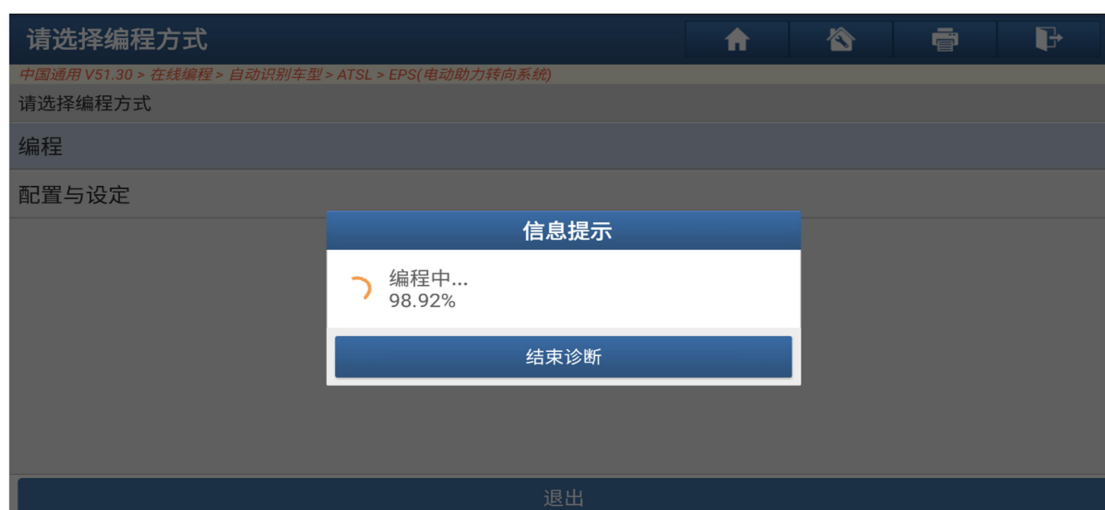 请选择编程方式
中国通用 V51.30 > 在线编程 > 自动识别车型 > ATSL > EPS(电动助力转向系统)
请选择编程方式
编程
配置与设定
信息提示
编程中...
98.92%
结束诊断
退出